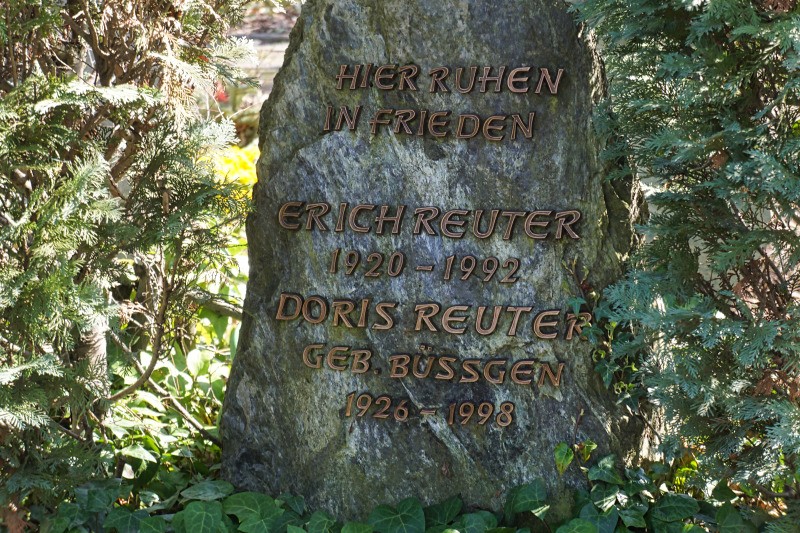 HIER RUHEN
IN FRIEDEN
ERICH REUTER
1920 - 1992
DORIS REUTER
GEB. BÜSSGEN
1926 - 1998